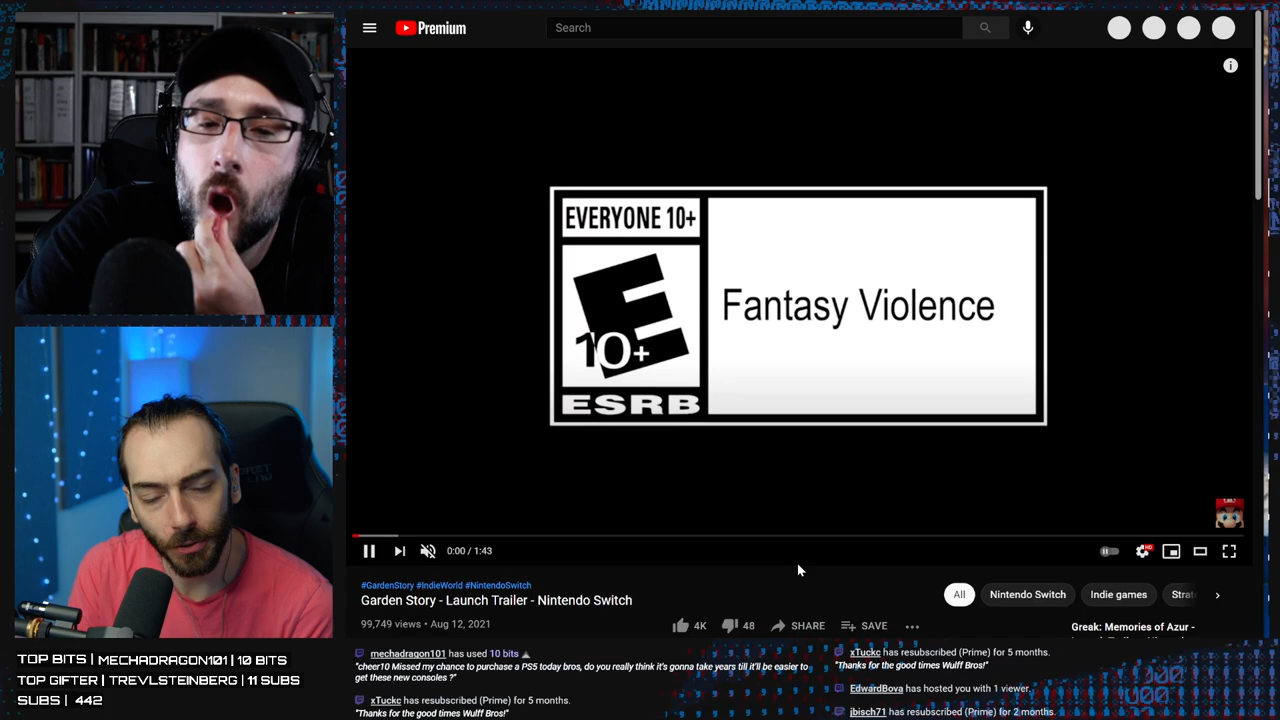 Premium
Search
EVERYONE 10+
E
10+
ESRB
Fantasy Violence
0:00 / 1:43
#GardenStory #IndieWorld #NintendoSwitch
Garden Story - Launch Trailer - Nintendo Switch
99,749 views • Aug 12, 2021
4K
48
SHARE
SAVE
All
Nintendo Switch
Indie games
Greak: Memories of Azur -
TOP BITS | MECHADRAGON101 | 10 BITS
TOP GIFTER | TREVLSTEINBERG | 11 SUBS
SUBS | 442
mechadragon101 has used 10 bits
"cheer10 Missed my chance to purchase a PS5 today bros, do you really think it's gonna take years till it'll be easier to
get these new consoles ?"
xTuckc has resubscribed (Prime) for 5 months.
"Thanks for the good times Wulff Bros!"
xTuckc has resubscribed (Prime) for 5 months.
"Thanks for the good times Wulff Bros!"
EdwardBova has hosted you with 1 viewer.
jbisch71 has resubscribed (Prime) for 2 months.